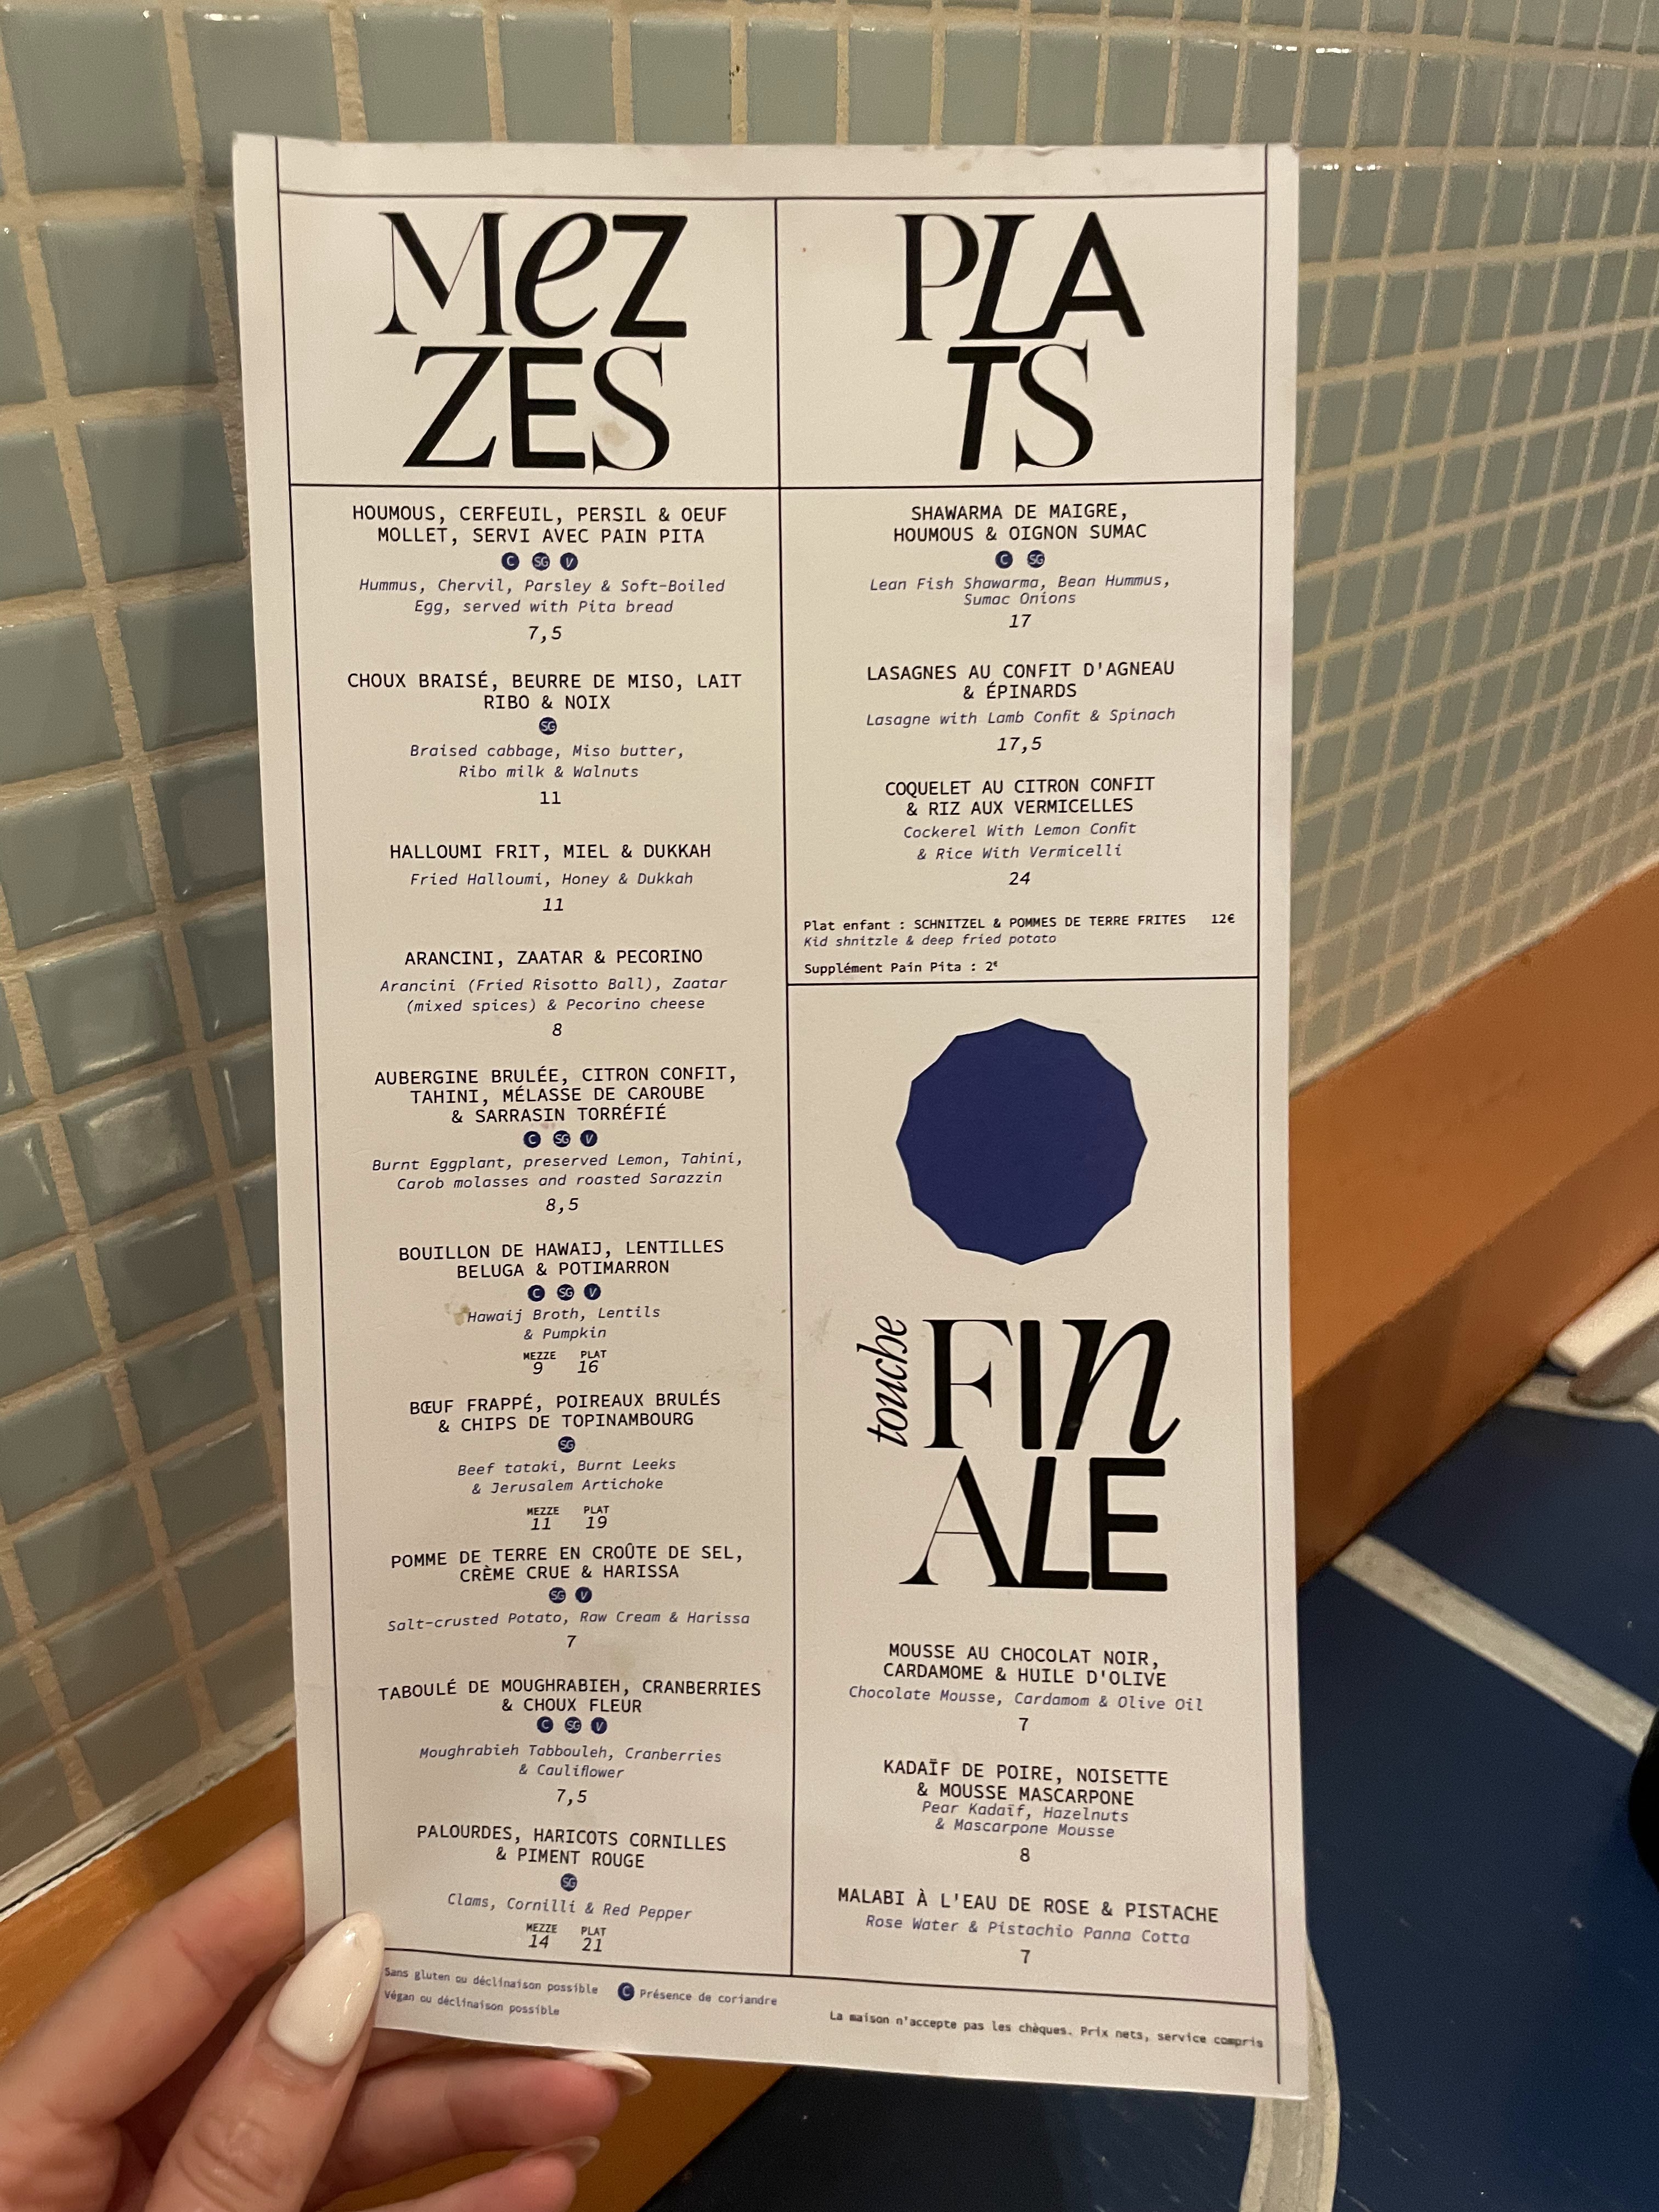 MeZ
ZES
HOUMOUS, CERFEUIL, PERSIL & OEUF
MOLLET, SERVI AVEC PAIN PITA
C SG V
Hummus, Chervil, Parsley & Soft-Boiled
Egg, served with Pita bread
7,5
CHOUX BRAISÉ, BEURRE DE MISO, LAIT
RIBO & NOIX
SG
Braised cabbage, Miso butter,
Ribo milk & Walnuts
11
HALLOUMI FRIT, MIEL & DUKKAH
Fried Halloumi, Honey & Dukkah
11
ARANCINI, ZAATAR & PECORINO
Arancini (Fried Risotto Ball), Zaatar
(mixed spices) & Pecorino cheese
8
AUBERGINE BRULÉE, CITRON CONFIT,
TAHINI, MÉLASSE DE CAROUBE
& SARRASIN TORRÉFIÉ
C SG V
Burnt Eggplant, preserved Lemon, Tahini,
Carob molasses and roasted Sarazzin
8,5
BOUILLON DE HAWAIJ, LENTILLES
BELUGA & POTIMARRON
C SG V
Hawaij Broth, Lentils
& Pumpkin
MEZZE PLAT
9 16
BŒUF FRAPPÉ, POIREAUX BRULÉS
& CHIPS DE TOPINAMBOURG
SG
Beef tataki, Burnt Leeks
& Jerusalem Artichoke
MEZZE PLAT
11 19
POMME DE TERRE EN CROÛTE DE SEL,
CRÈME CRUE & HARISSA
SG V
Salt-crusted Potato, Raw Cream & Harissa
7
TABOULÉ DE MOUGHRABIEH, CRANBERRIES
& CHOUX FLEUR
C SG V
Moughrabieh Tabbouleh, Cranberries
& Cauliflower
7,5
PALOURDES, HARICOTS CORNILLES
& PIMENT ROUGE
SG
Clams, Cornilli & Red Pepper
MEZZE PLAT
14 21
PLA
TS
SHAWARMA DE MAIGRE,
HOUMOUS & OIGNON SUMAC
C SG
Lean Fish Shawarma, Bean Hummus,
Sumac Onions
17
LASAGNES AU CONFIT D'AGNEAU
& ÉPINARDS
Lasagne with Lamb Confit & Spinach
17,5
COQUELET AU CITRON CONFIT
& RIZ AUX VERMICELLES
Cockerel With Lemon Confit
& Rice With Vermicelli
24
Plat enfant : SCHNITZEL & POMMES DE TERRE FRITES 12€
Kid shnitzle & deep fried potato
Supplément Pain Pita : 2€
touche
FIn
ALE
MOUSSE AU CHOCOLAT NOIR,
CARDAMOME & HUILE D'OLIVE
Chocolate Mousse, Cardamom & Olive Oil
7
KADAÏF DE POIRE, NOISETTE
& MOUSSE MASCARPONE
Pear Kadaïf, Hazelnuts
& Mascarpone Mousse
8
MALABI À L'EAU DE ROSE & PISTACHE
Rose Water & Pistachio Panna Cotta
7
Sans gluten ou déclinaison possible C Présence de coriandre
Végan ou déclinaison possible
La maison n'accepte pas les chèques. Prix nets, service compris